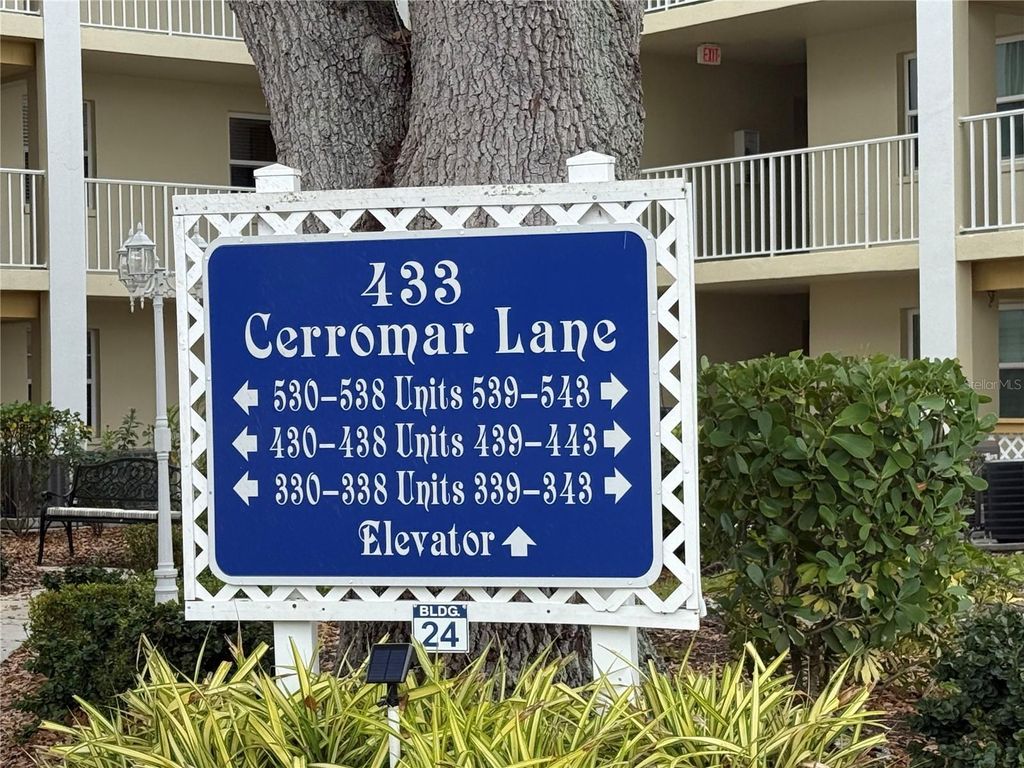 EXIT
433
Cerromar Lane
530–538 Units 539–543
430–438 Units 439–443
330–338 Units 339–343
Elevator
BLDG.
24
StellarMLS